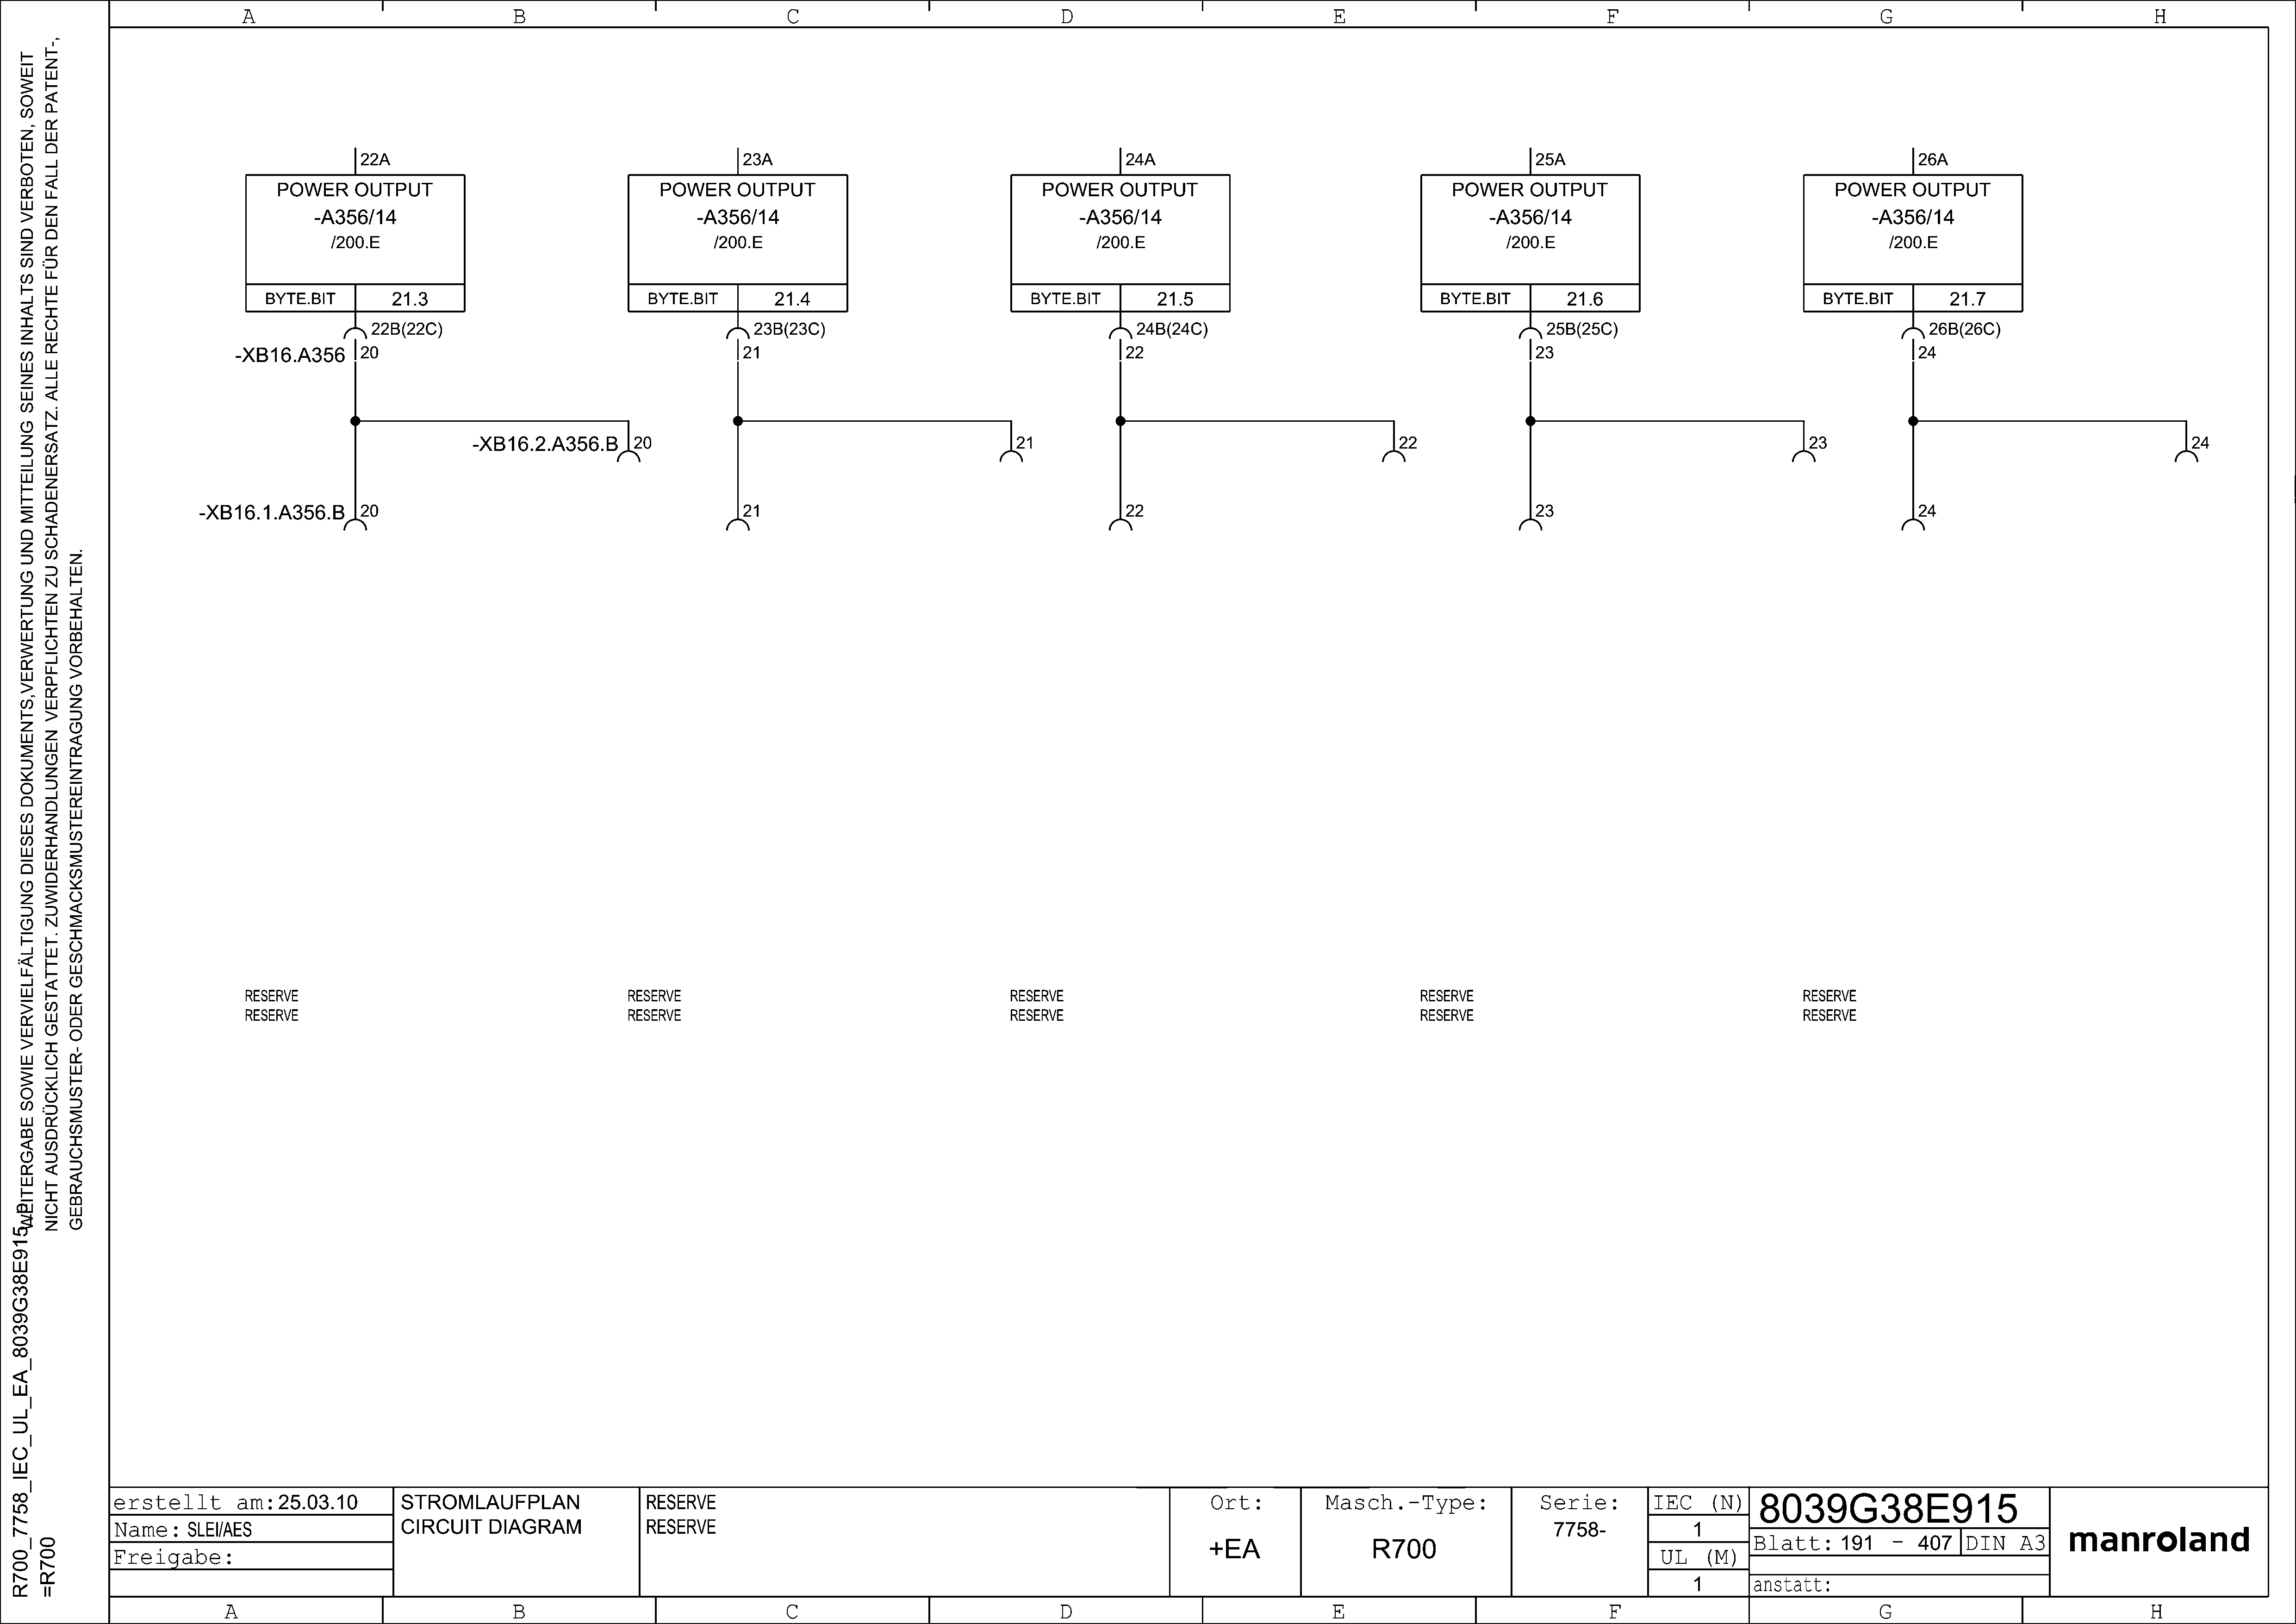 A B C D E F G H
22A 23A 24A 25A 26A
POWER OUTPUT POWER OUTPUT POWER OUTPUT POWER OUTPUT POWER OUTPUT
-A356/14 -A356/14 -A356/14 -A356/14 -A356/14
/200.E /200.E /200.E /200.E /200.E
BYTE.BIT 21.3 BYTE.BIT 21.4 BYTE.BIT 21.5 BYTE.BIT 21.6 BYTE.BIT 21.7
22B(22C) 23B(23C) 24B(24C) 25B(25C) 26B(26C)
-XB16.A356 20 21 22 23 24
-XB16.2.A356.B 20 21 22 23 24
-XB16.1.A356.B 20 21 22 23 24
RESERVE RESERVE RESERVE RESERVE RESERVE
RESERVE RESERVE RESERVE RESERVE RESERVE
WEITERGABE SOWIE VERVIELFÄLTIGUNG DIESES DOKUMENTS,VERWERTUNG UND MITTEILUNG SEINES INHALTS SIND VERBOTEN, SOWEIT
NICHT AUSDRÜCKLICH GESTATTET. ZUWIDERHANDLUNGEN VERPFLICHTEN ZU SCHADENERSATZ. ALLE RECHTE FÜR DEN FALL DER PATENT-,
GEBRAUCHSMUSTER- ODER GESCHMACKSMUSTEREINTRAGUNG VORBEHALTEN.
R700_7758_IEC_UL_EA_8039G38E915
=R700
erstellt am: 25.03.10
Name: SLEI/AES
Freigabe:
STROMLAUFPLAN
CIRCUIT DIAGRAM
RESERVE
RESERVE
Ort:
+EA
Masch.-Type:
R700
Serie:
7758-
IEC (N)
1
UL (M)
1
8039G38E915
Blatt: 191 - 407 DIN A3
anstatt:
manroland
A B C D E F G H